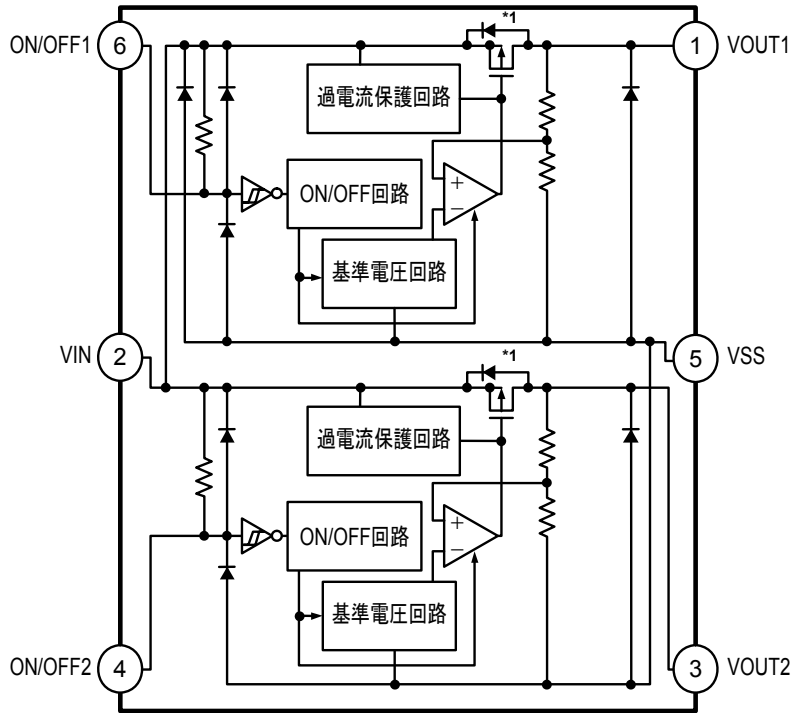 *1
ON/OFF1
6
1
VOUT1
過電流保護回路
+
−
ON/OFF回路
基準電圧回路
VIN
2
*1
5
VSS
過電流保護回路
+
−
ON/OFF回路
基準電圧回路
ON/OFF2
4
3
VOUT2